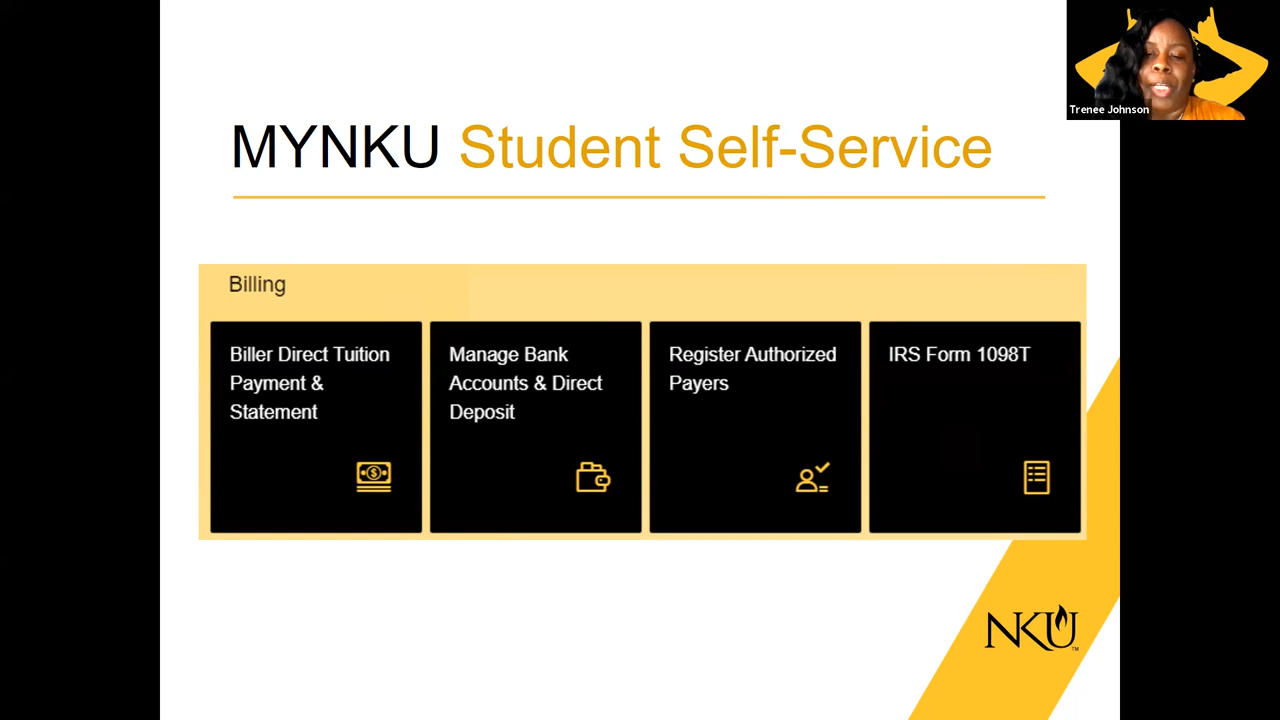 Trenee Johnson
MYNKU Student Self-Service
Billing
Biller Direct Tuition
Payment &
Statement
Manage Bank
Accounts & Direct
Deposit
Register Authorized
Payers
IRS Form 1098T
NKU
TM